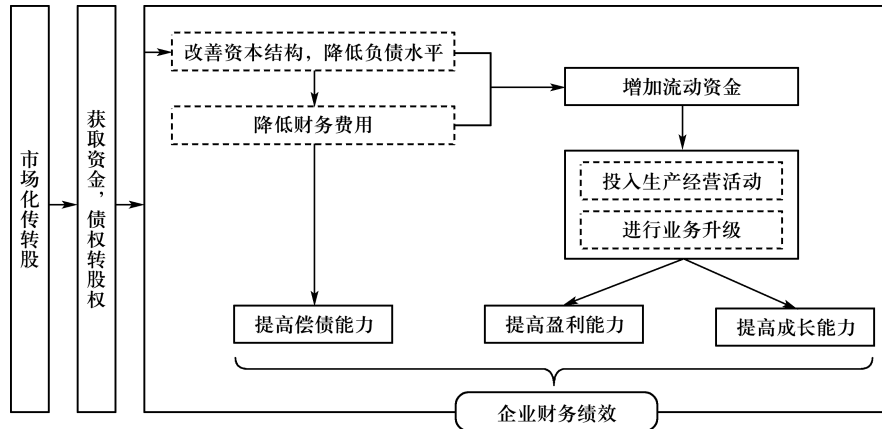 市场化传转股
获取资金，债权转股权
改善资本结构，降低负债水平
降低财务费用
增加流动资金
投入生产经营活动
进行业务升级
提高偿债能力
提高盈利能力
提高成长能力
企业财务绩效